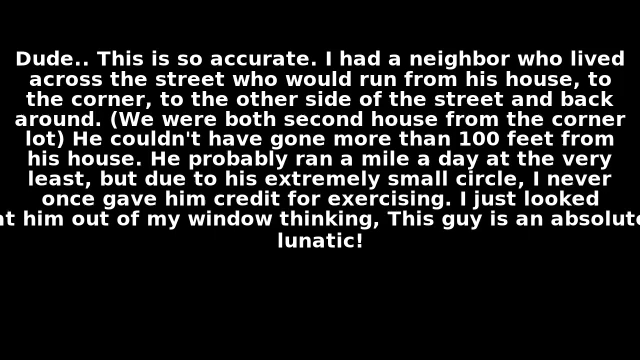 Dude.. This is so accurate. I had a neighbor who lived
across the street who would run from his house, to
the corner, to the other side of the street and back
around. (We were both second house from the corner
lot) He couldn't have gone more than 100 feet from
his house. He probably ran a mile a day at the very
least, but due to his extremely small circle, I never
once gave him credit for exercising. I just looked
at him out of my window thinking, This guy is an absolute
lunatic!